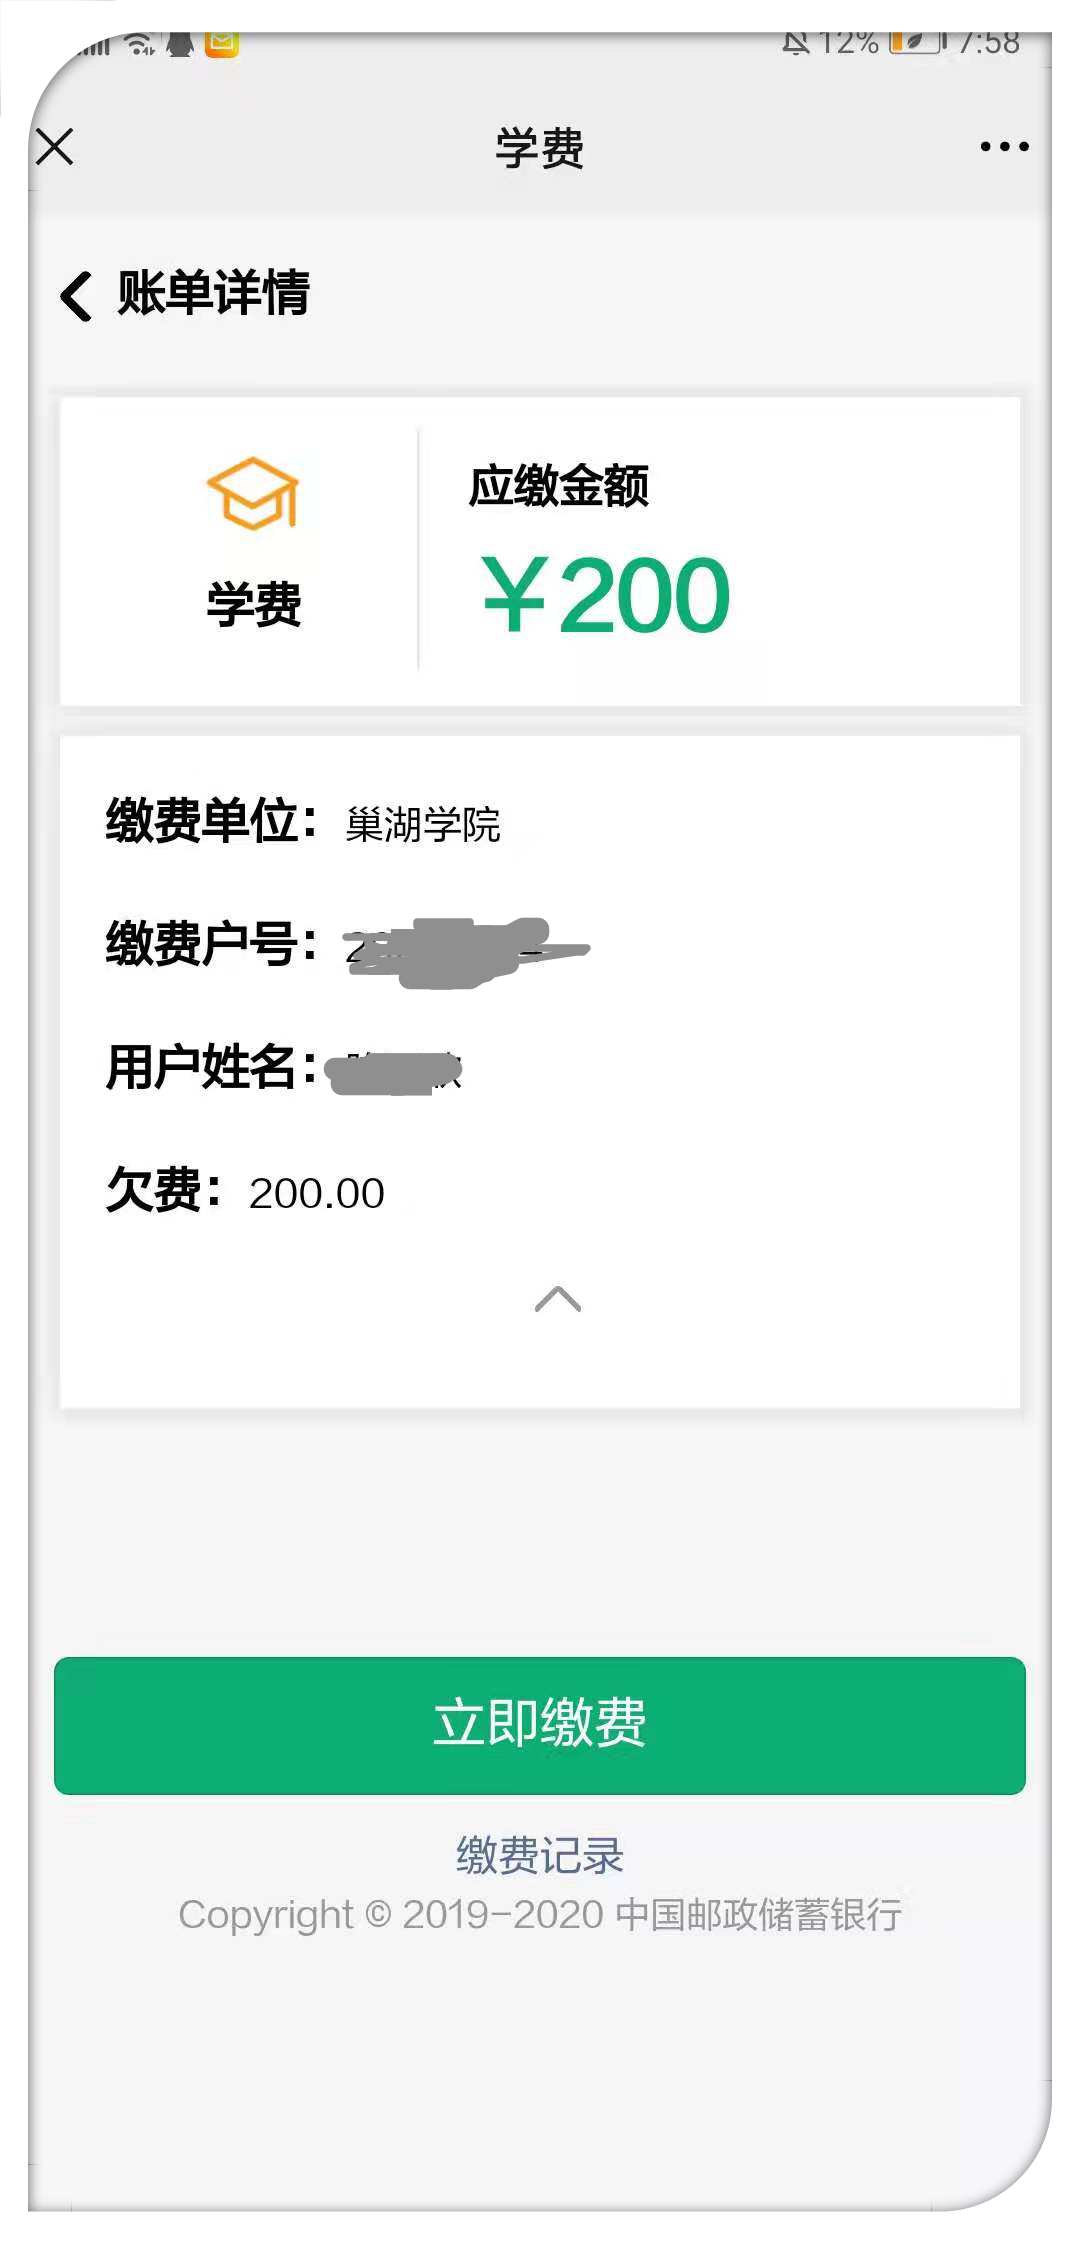 12% 7:58
学费
账单详情
应缴金额
¥200
学费
缴费单位：巢湖学院
缴费户号：
用户姓名：
欠费：200.00
立即缴费
缴费记录
Copyright © 2019-2020 中国邮政储蓄银行